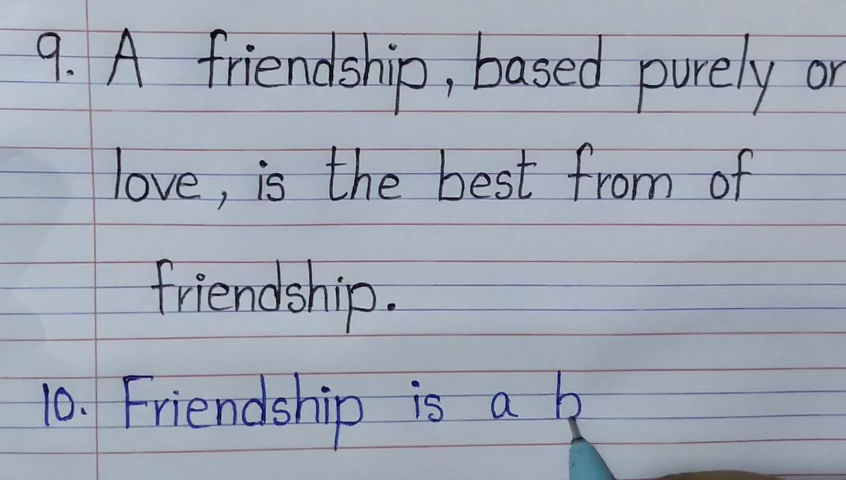 9. A friendship, based purely or
love, is the best from of
friendship.
10. Friendship is a b